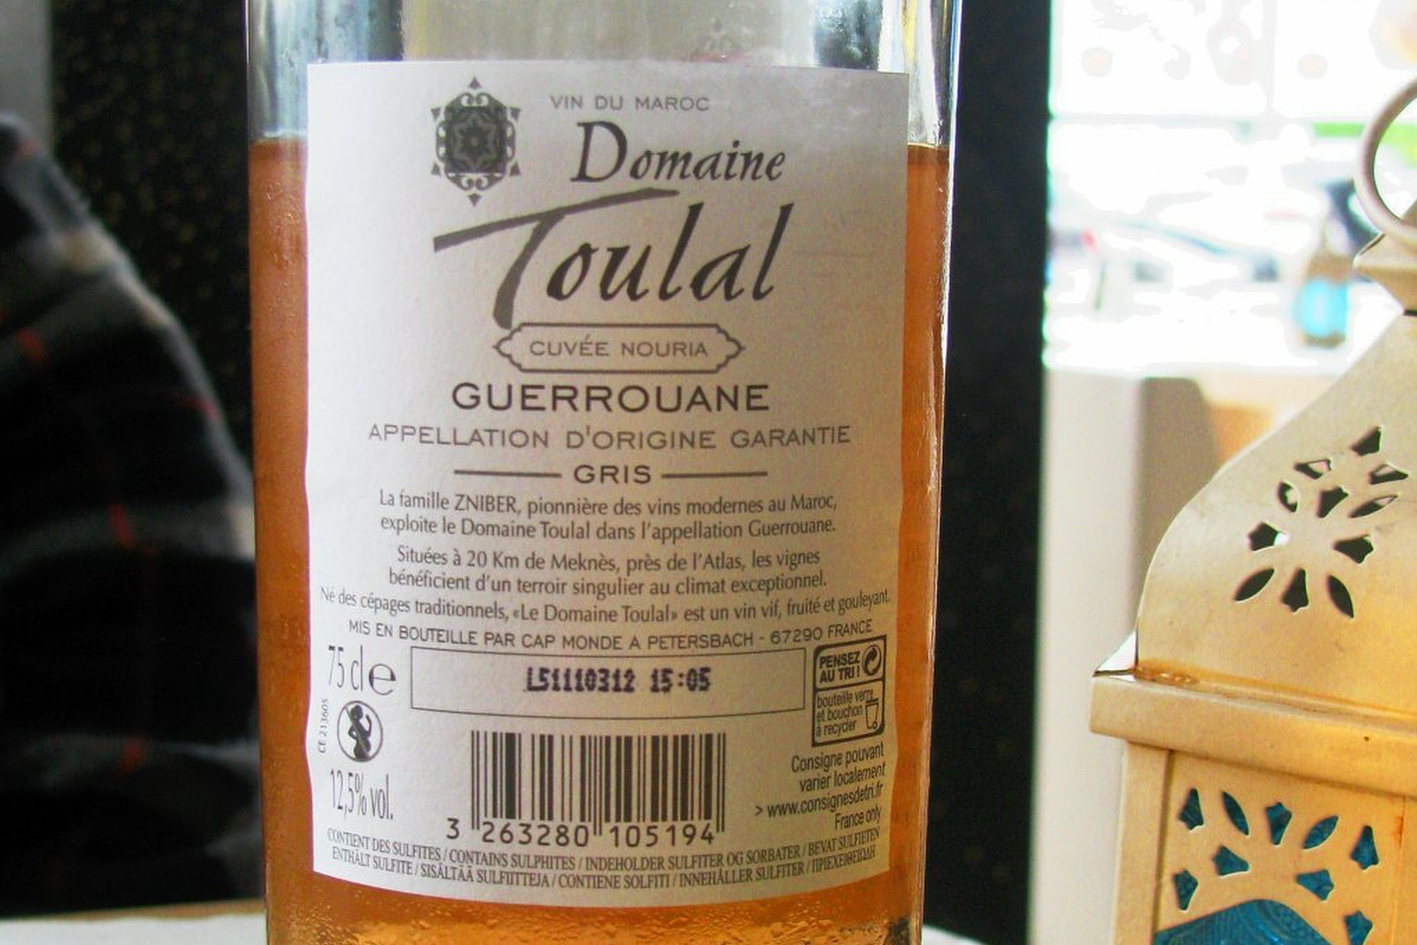 VIN DU MAROC
Domaine
Toulal
CUVÉE NOURIA
GUERROUANE
APPELLATION D'ORIGINE GARANTIE
GRIS
La famille ZNIBER, pionnière des vins modernes au Maroc,
exploite le Domaine Toulal dans l'appellation Guerrouane.
Situées à 20 Km de Meknès, près de l'Atlas, les vignes
bénéficient d'un terroir singulier au climat exceptionnel.
Né des cépages traditionnels, «Le Domaine Toulal» est un vin vif, fruité et gouleyant.
MIS EN BOUTEILLE PAR CAP MONDE A PETERSBACH - 67290 FRANCE
75 cl e
L51110312 15:05
PENSEZ
AU TRI !
bouteille verre
et bouchon
à recycler
CE 213605
12,5% vol.
Consigne pouvant
varier localement
> www.consignesdetri.fr
France only
3 263280 105194
CONTIENT DES SULFITES / CONTAINS SULPHITES / INDEHOLDER SULFITER OG SORBATER / BEVAT SULFIETEN
ENTHÄLT SULFITE / SISÄLTÄÄ SULFIITTEJA / CONTIENE SOLFITI / INNEHÅLLER SULFITER /